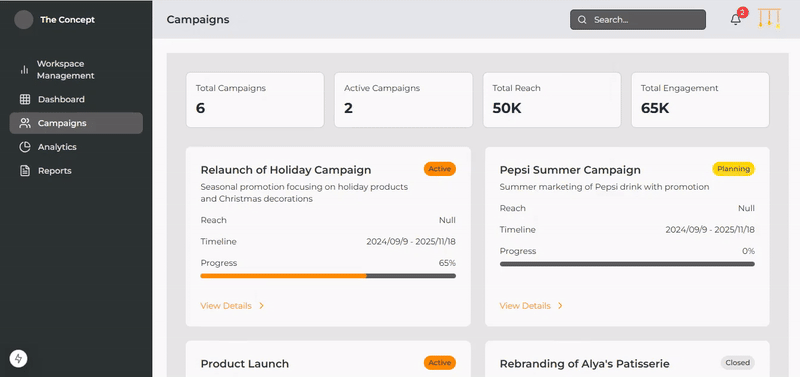 The Concept
Campaigns
Search...
2
Workspace
Management
Dashboard
Campaigns
Analytics
Reports
Total Campaigns
6
Active Campaigns
2
Total Reach
50K
Total Engagement
65K
Relaunch of Holiday Campaign
Active
Seasonal promotion focusing on holiday products
and Christmas decorations
Reach Null
Timeline 2024/09/9 - 2025/11/18
Progress 65%
View Details
Pepsi Summer Campaign
Planning
Summer marketing of Pepsi drink with promotion
Reach Null
Timeline 2024/09/9 - 2025/11/18
Progress 0%
View Details
Product Launch
Active
Rebranding of Alya's Patisserie
Closed